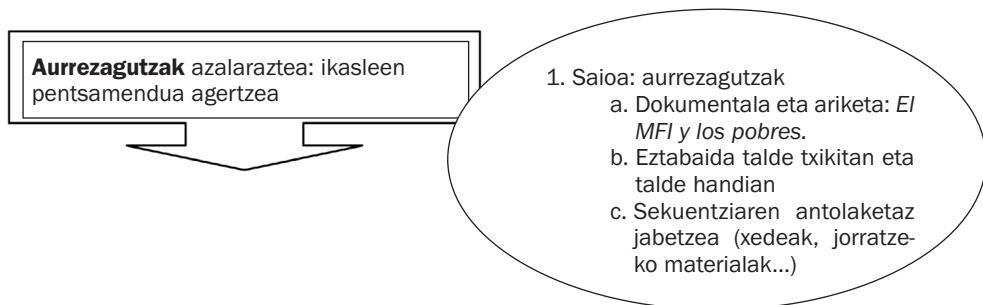 Aurrezagutzak azalaraztea: ikasleen
pentsamendua agertzea
1. Saioa: aurrezagutzak
a. Dokumentala eta ariketa: El
MFI y los pobres.
b. Eztabaida talde txikitan eta
talde handian
c. Sekuentziaren antolaketaz
jabetzea (xedeak, jorratze-
ko materialak...)